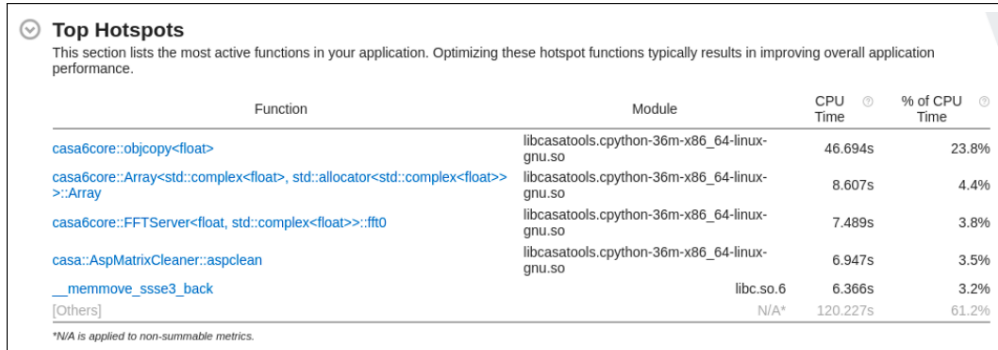 Top Hotspots
This section lists the most active functions in your application. Optimizing these hotspot functions typically results in improving overall application
performance.
Function Module CPU Time % of CPU Time
casa6core::objcopy<float> libcasatools.cpython-36m-x86_64-linux-gnu.so 46.694s 23.8%
casa6core::Array<std::complex<float>, std::allocator<std::complex<float>>>::Array libcasatools.cpython-36m-x86_64-linux-gnu.so 8.607s 4.4%
casa6core::FFTServer<float, std::complex<float>>::fft0 libcasatools.cpython-36m-x86_64-linux-gnu.so 7.489s 3.8%
casa::AspMatrixCleaner::aspclean libcasatools.cpython-36m-x86_64-linux-gnu.so 6.947s 3.5%
__memmove_ssse3_back libc.so.6 6.366s 3.2%
[Others] N/A* 120.227s 61.2%
*N/A is applied to non-summable metrics.